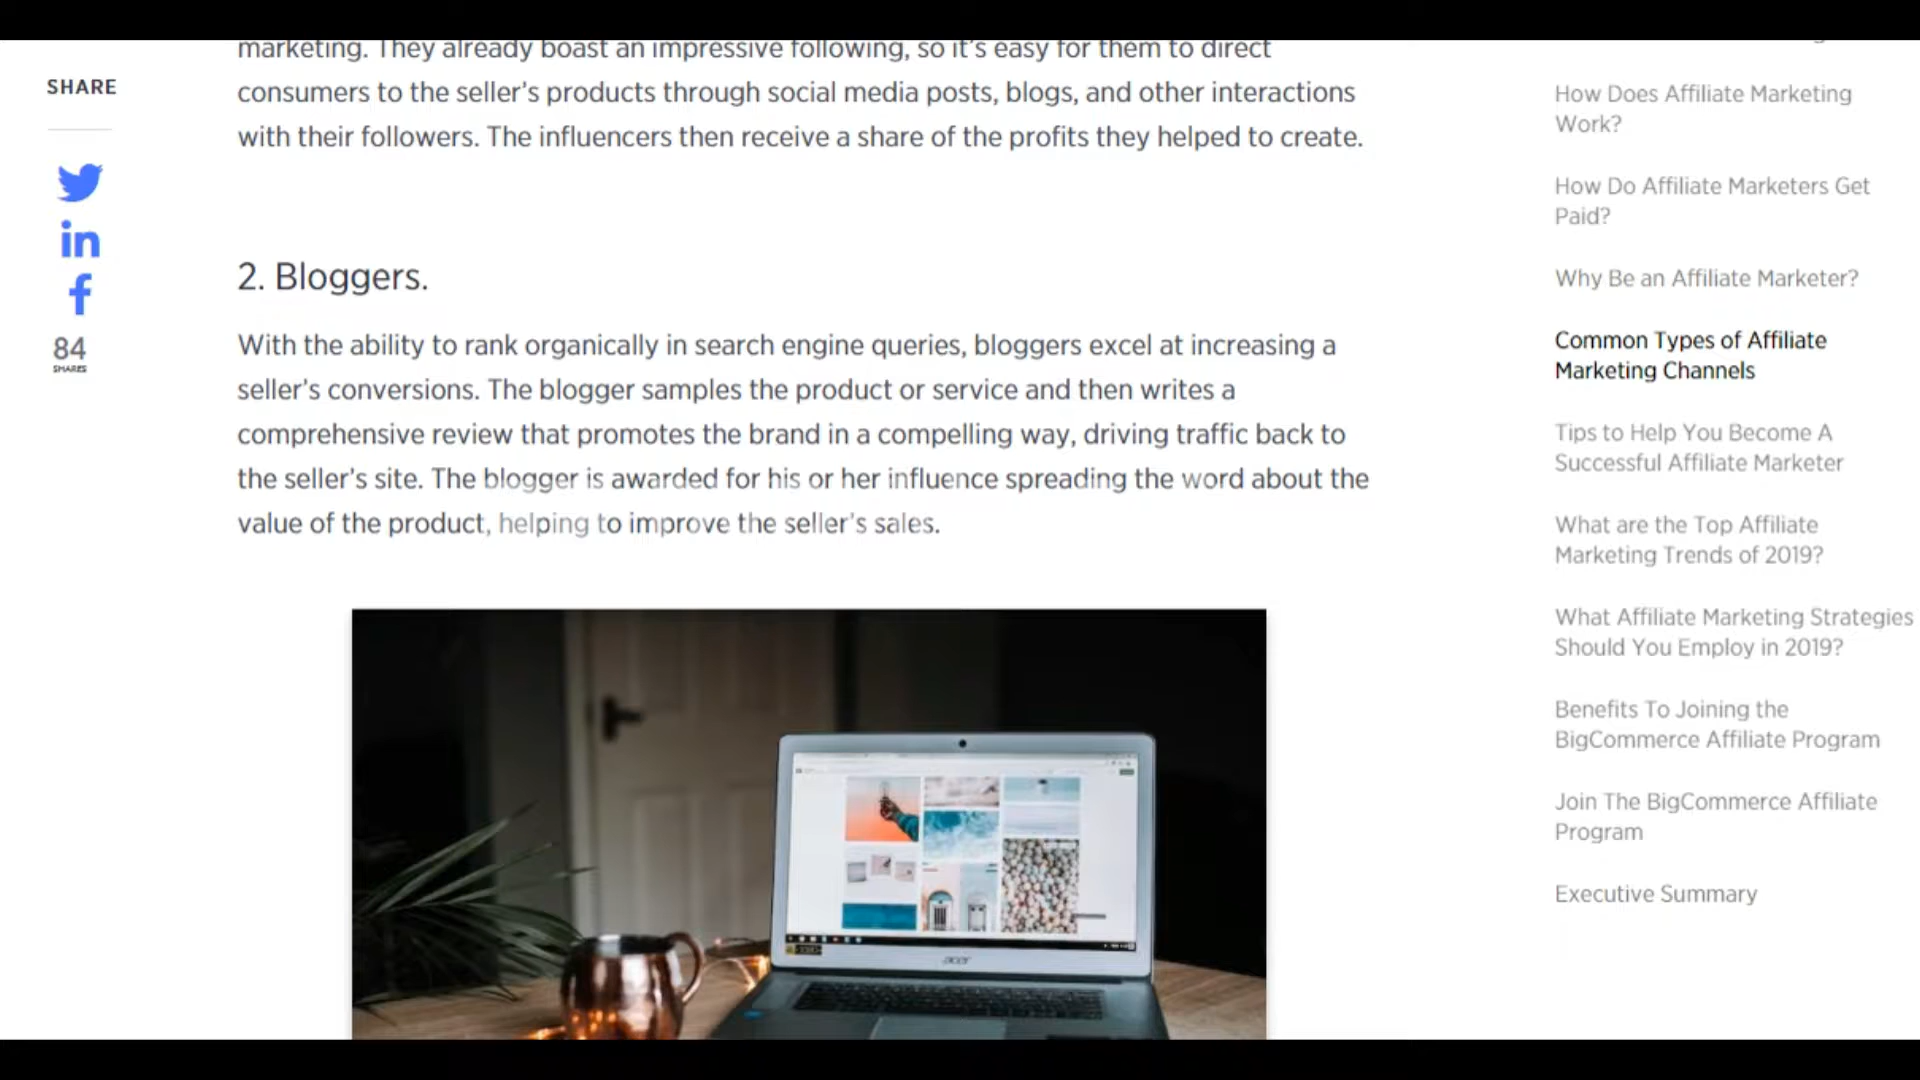 marketing. They already boast an impressive following, so it's easy for them to direct
consumers to the seller's products through social media posts, blogs, and other interactions
with their followers. The influencers then receive a share of the profits they helped to create.
SHARE
84
SHARES
2. Bloggers.
With the ability to rank organically in search engine queries, bloggers excel at increasing a
seller's conversions. The blogger samples the product or service and then writes a
comprehensive review that promotes the brand in a compelling way, driving traffic back to
the seller's site. The blogger is awarded for his or her influence spreading the word about the
value of the product, helping to improve the seller's sales.
acer
How Does Affiliate Marketing
Work?
How Do Affiliate Marketers Get
Paid?
Why Be an Affiliate Marketer?
Common Types of Affiliate
Marketing Channels
Tips to Help You Become A
Successful Affiliate Marketer
What are the Top Affiliate
Marketing Trends of 2019?
What Affiliate Marketing Strategies
Should You Employ in 2019?
Benefits To Joining the
BigCommerce Affiliate Program
Join The BigCommerce Affiliate
Program
Executive Summary